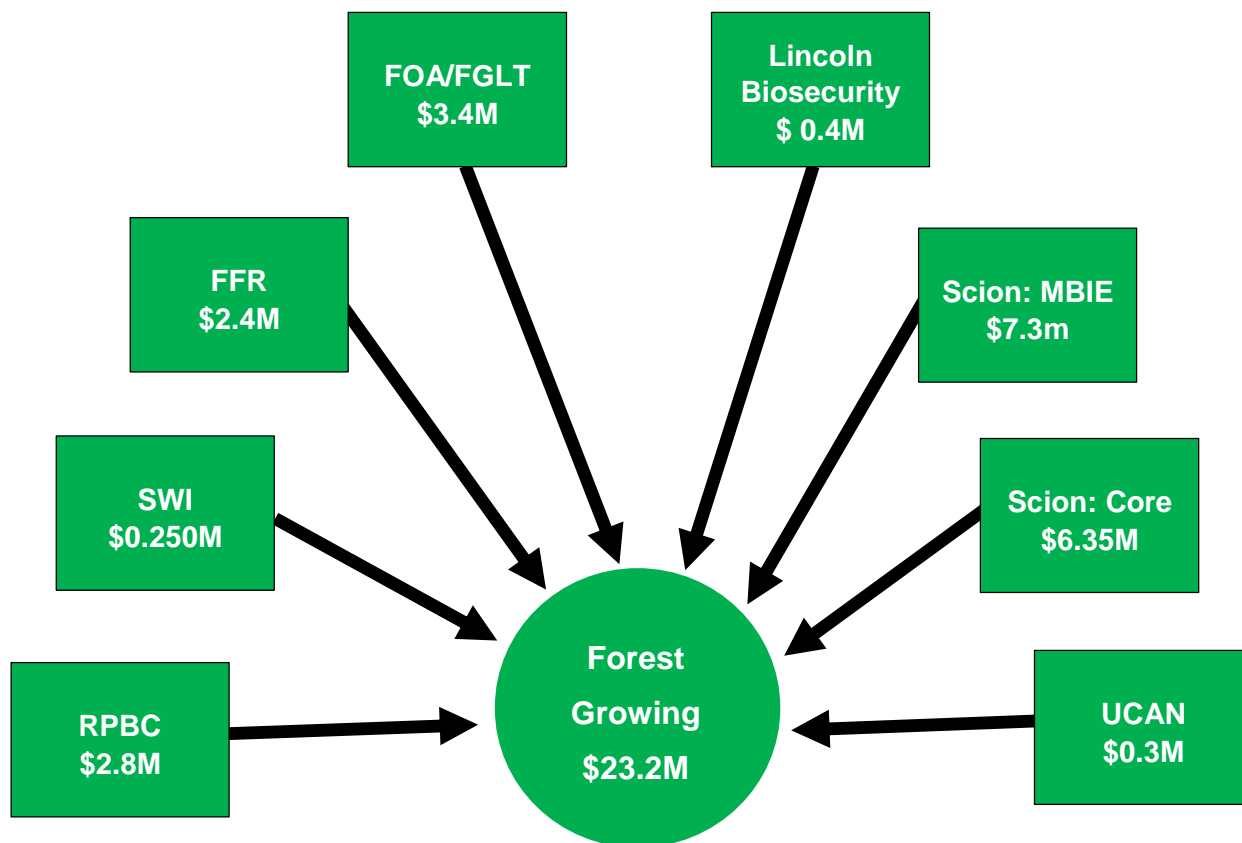 FOA/FGLT
$3.4M
Lincoln
Biosecurity
$ 0.4M
FFR
$2.4M
Scion: MBIE
$7.3m
SWI
$0.250M
Scion: Core
$6.35M
RPBC
$2.8M
Forest
Growing
$23.2M
UCAN
$0.3M